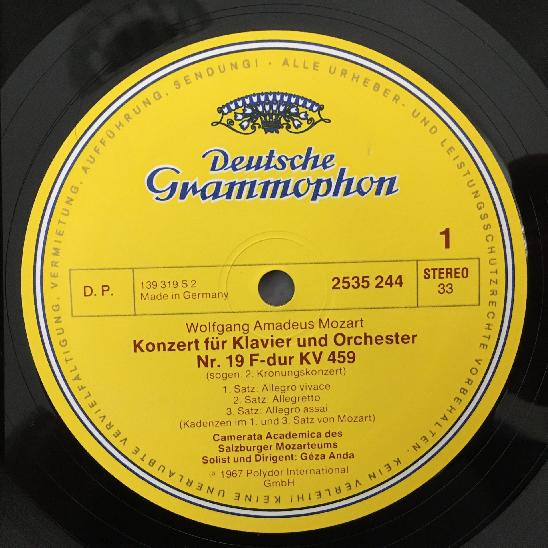 ALLE URHEBER- UND LEISTUNGSSCHUTZRECHTE VORBEHALTEN · KEIN VERLEIH! KEINE UNERLAUBTE VERVIELFÄLTIGUNG, VERMIETUNG, AUFFÜHRUNG, SENDUNG! ·
Deutsche
Grammophon
1
D. P.
139 319 S 2
Made in Germany
2535 244
STEREO
33
Wolfgang Amadeus Mozart
Konzert für Klavier und Orchester
Nr. 19 F-dur KV 459
(sogen. 2. Krönungskonzert)
1. Satz: Allegro vivace
2. Satz: Allegretto
3. Satz: Allegro assai
(Kadenzen im 1. und 3. Satz von Mozart)
Camerata Academica des
Salzburger Mozarteums
Solist und Dirigent: Géza Anda
℗ 1967 Polydor International
GmbH